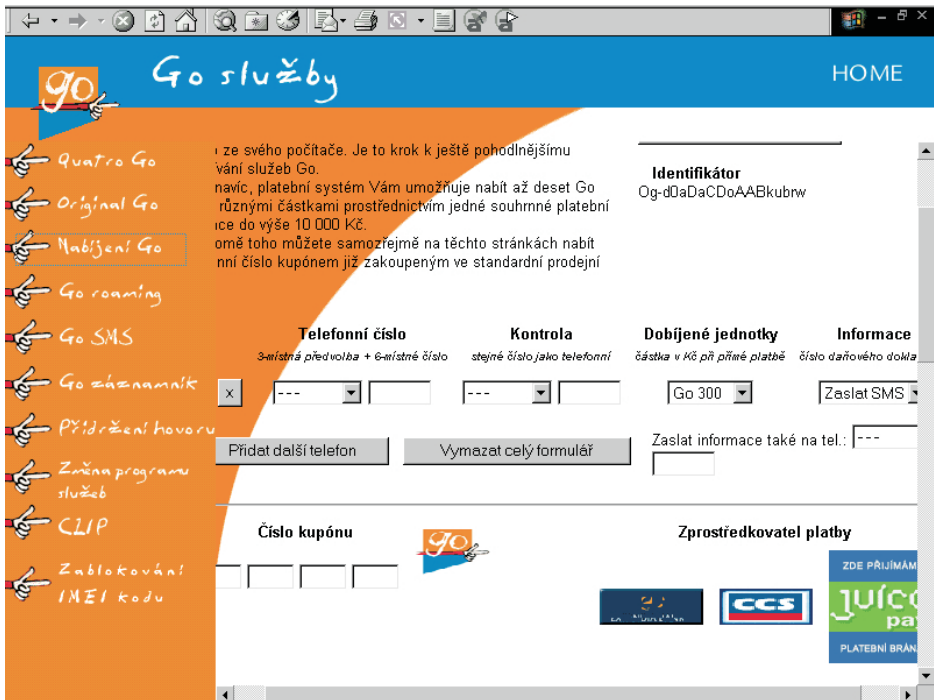 go
Go služby
HOME
Quatro Go
Original Go
Nabíjení Go
Go roaming
Go SMS
Go záznamník
Přidržení hovoru
Změna programu
služeb
CLIP
Zablokování
IMEI kodu
ze svého počítače. Je to krok k ještě pohodlnějšímu
vání služeb Go.
navíc, platební systém Vám umožňuje nabít až deset Go
různými částkami prostřednictvím jedné souhrnné platební
ce do výše 10 000 Kč.
omě toho můžete samozřejmě na těchto stránkách nabít
nní číslo kupónem již zakoupeným ve standardní prodejní
Identifikátor
Og-d0aDaCDoAABkubrw
Telefonní číslo
Kontrola
Dobíjené jednotky
Informace
3-místná předvolba + 6-místné číslo
stejné číslo jako telefonní
částka v Kč při přímé platbě
číslo daňového dokla
x
---
---
Go 300
Zaslat SMS
Přidat další telefon
Vymazat celý formulář
Zaslat informace také na tel.: ---
Číslo kupónu
go
Zprostředkovatel platby
CCS
ZDE PŘIJÍMÁM
juice
pa
PLATEBNÍ BRÁN